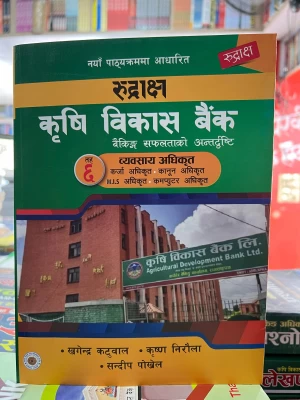 नयाँ पाठ्यक्रममा आधारित
रुद्राक्ष
रुद्राक्ष
कृषि विकास बैंक
बैंकिङ्ग सफलताको अन्तर्दृष्टि
तह
६
व्यवसाय अधिकृत
कर्जा अधिकृत कानून अधिकृत
M.I.S अधिकृत कम्प्युटर अधिकृत
कृषि विकास बैंक लि.
Agricultural Development Bank Ltd.
• खगेन्द्र कटुवाल • कृष्ण निरौला
• सन्दीप पोखेल